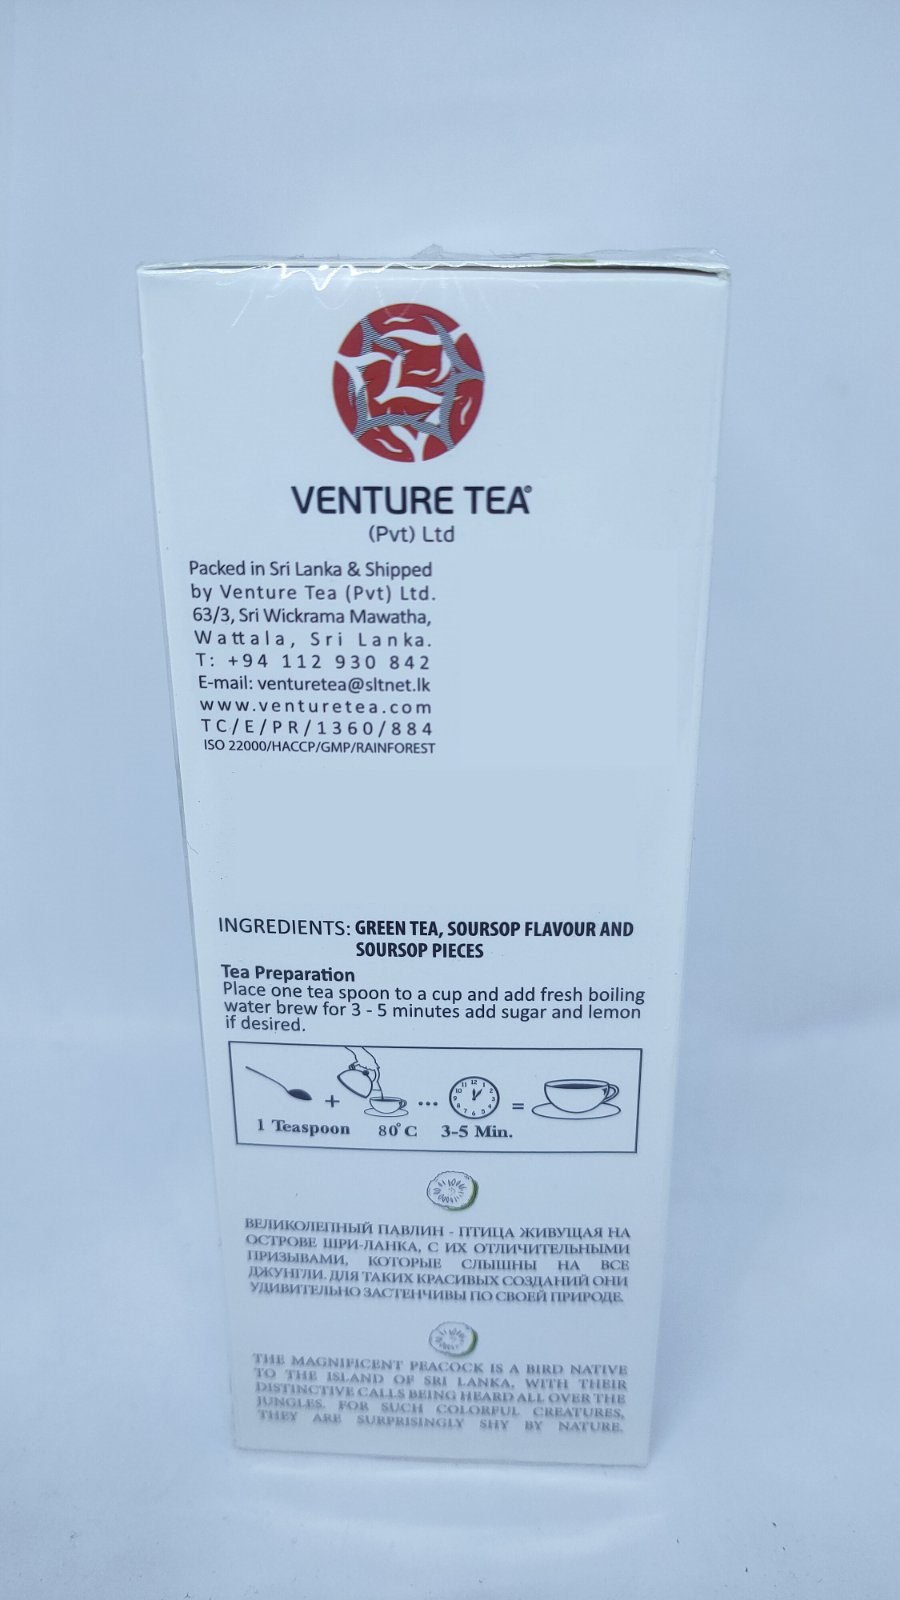 VENTURE TEA®
(Pvt) Ltd
Packed in Sri Lanka & Shipped
by Venture Tea (Pvt) Ltd.
63/3, Sri Wickrama Mawatha,
Wattala, Sri Lanka.
T: +94 112 930 842
E-mail: venturetea@sltnet.lk
www.venturetea.com
TC/E/PR/1360/884
ISO 22000/HACCP/GMP/RAINFOREST
INGREDIENTS: GREEN TEA, SOURSOP FLAVOUR AND
SOURSOP PIECES
Tea Preparation
Place one tea spoon to a cup and add fresh boiling
water brew for 3 - 5 minutes add sugar and lemon
if desired.
+ ... =
1 Teaspoon 80°C 3-5 Min.
ВЕЛИКОЛЕПНЫЙ ПАВЛИН - ПТИЦА ЖИВУЩАЯ НА
ОСТРОВЕ ШРИ-ЛАНКА, С ИХ ОТЛИЧИТЕЛЬНЫМИ
ПРИЗЫВАМИ, КОТОРЫЕ СЛЫШНЫ НА ВСЕ
ДЖУНГЛИ. ДЛЯ ТАКИХ КРАСИВЫХ СОЗДАНИЙ ОНИ
УДИВИТЕЛЬНО ЗАСТЕНЧИВЫ ПО СВОЕЙ ПРИРОДЕ.
THE MAGNIFICENT PEACOCK IS A BIRD NATIVE
TO THE ISLAND OF SRI LANKA, WITH THEIR
DISTINCTIVE CALLS BEING HEARD ALL OVER THE
JUNGLES. FOR SUCH COLORFUL CREATURES,
THEY ARE SURPRISINGLY SHY BY NATURE.